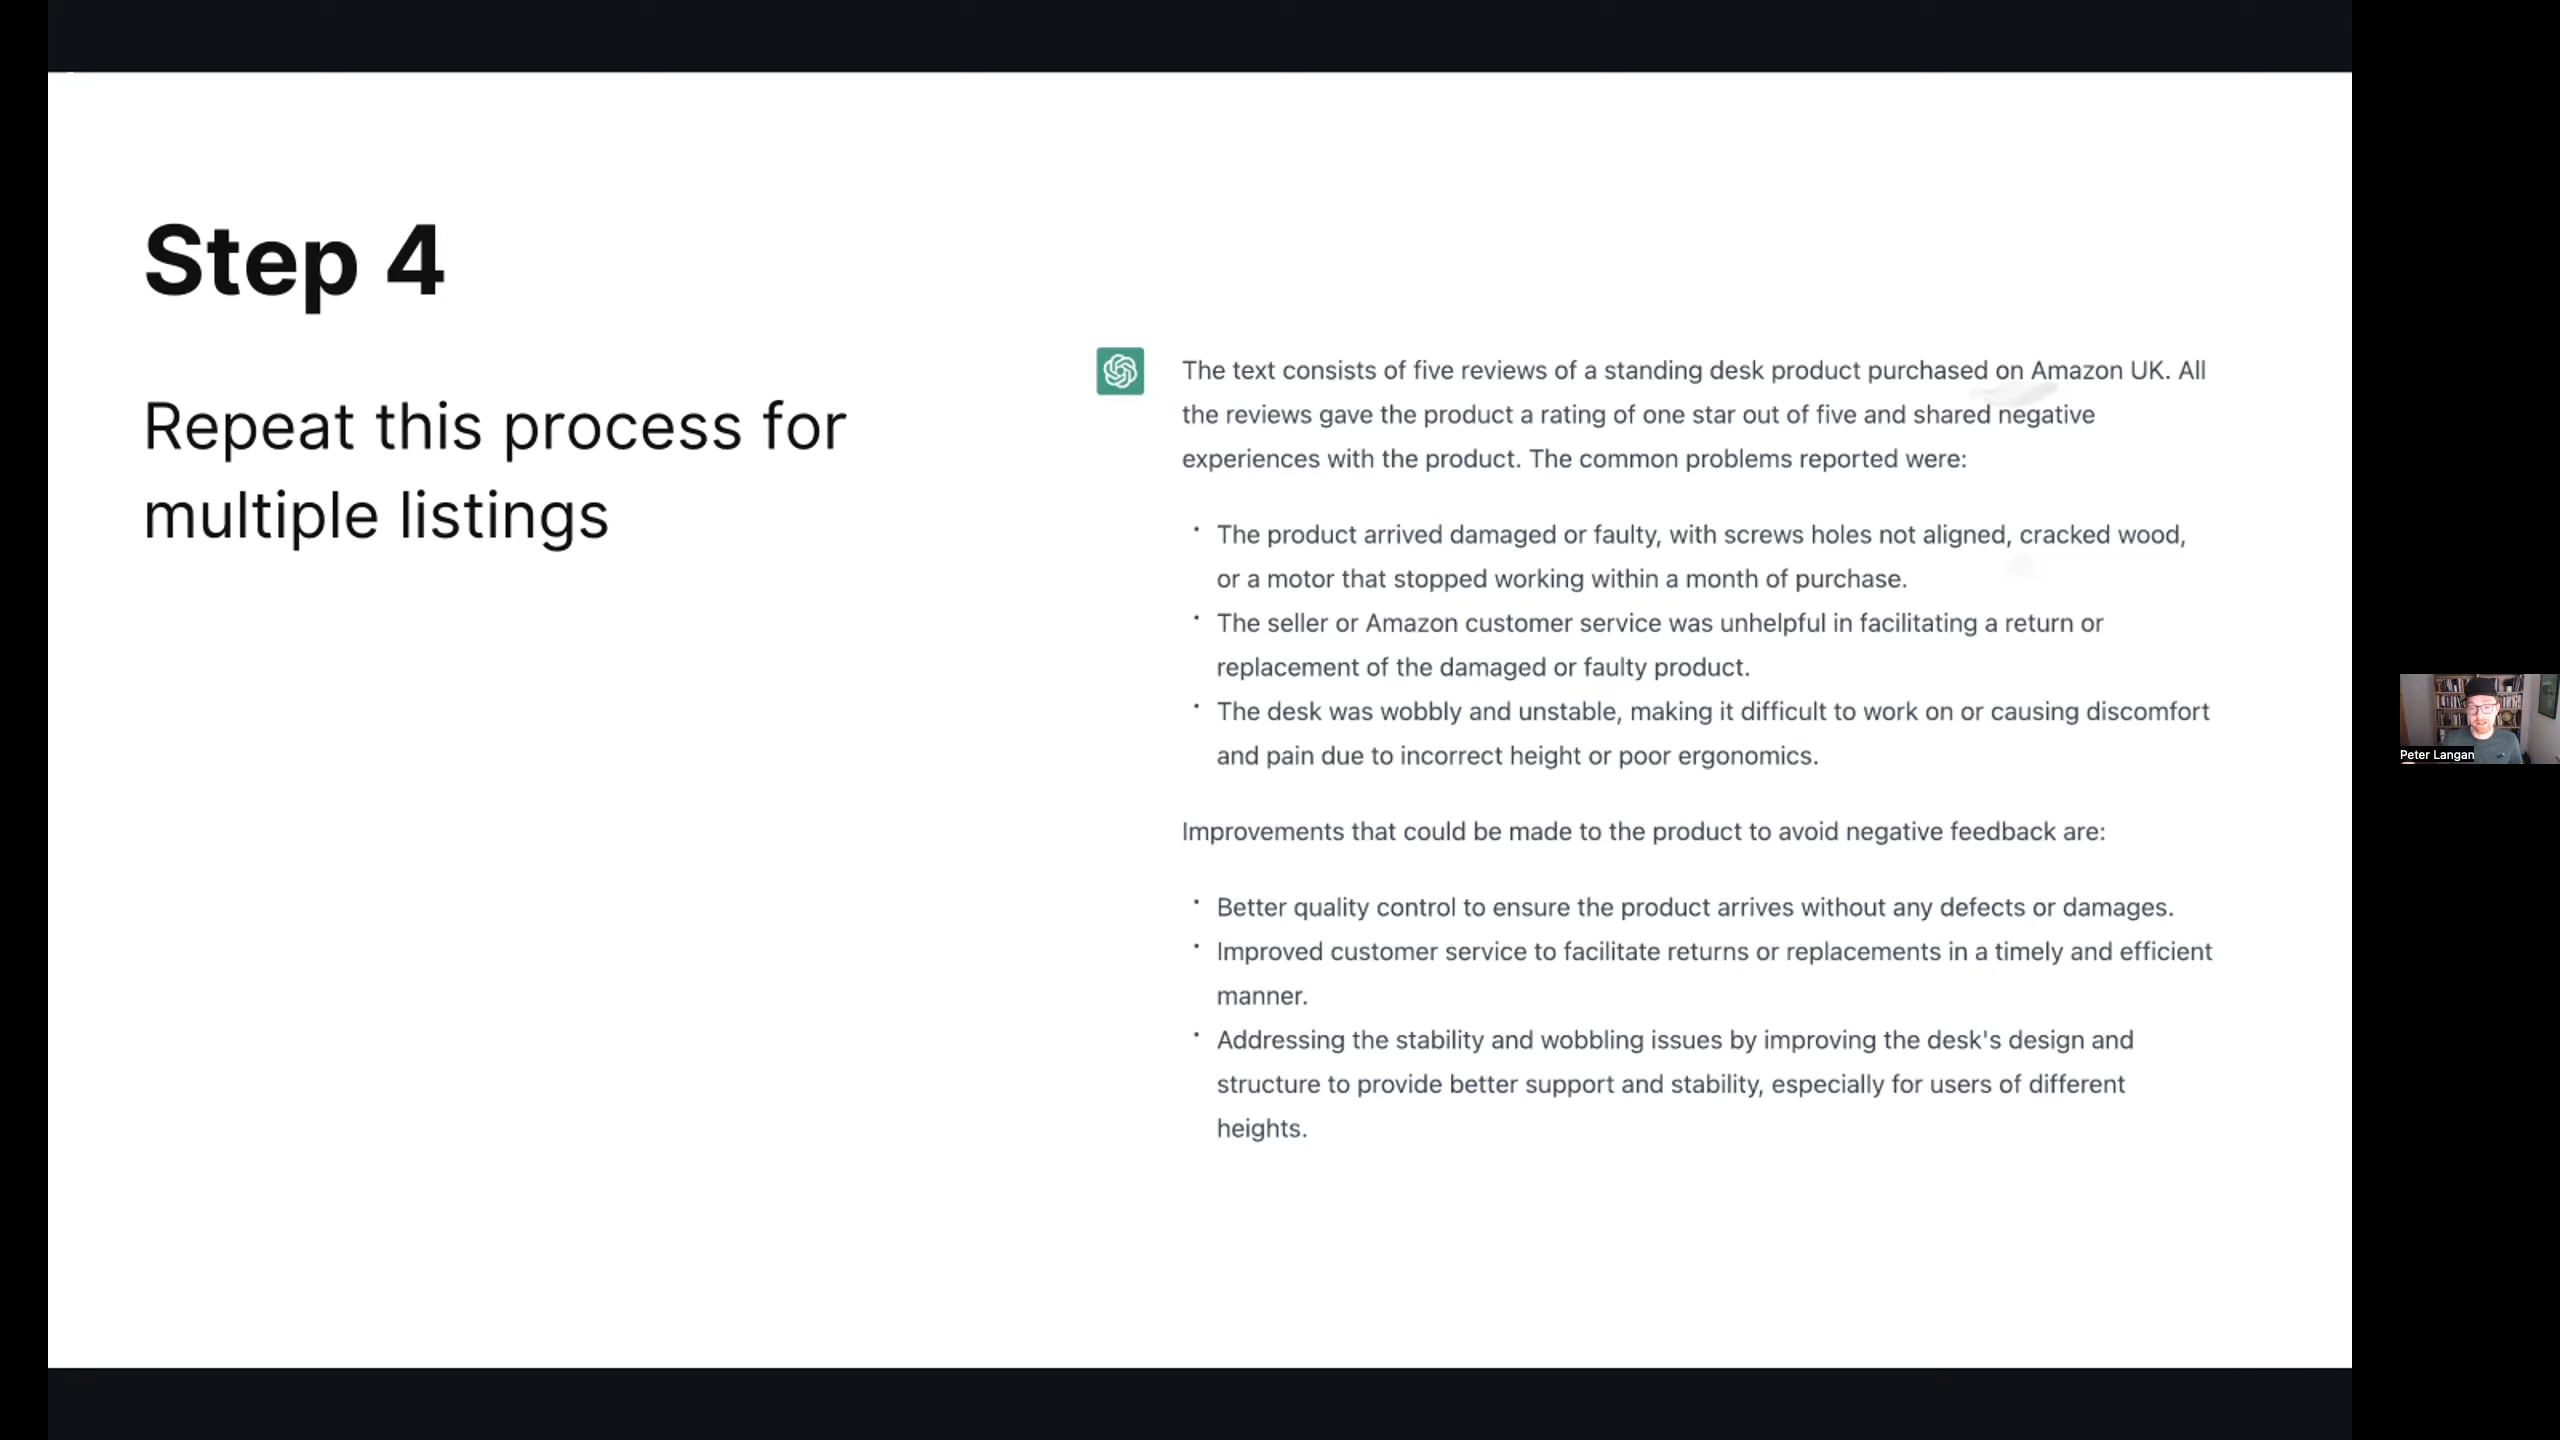 Step 4
Repeat this process for
multiple listings
The text consists of five reviews of a standing desk product purchased on Amazon UK. All
the reviews gave the product a rating of one star out of five and shared negative
experiences with the product. The common problems reported were:
• The product arrived damaged or faulty, with screws holes not aligned, cracked wood,
or a motor that stopped working within a month of purchase.
• The seller or Amazon customer service was unhelpful in facilitating a return or
replacement of the damaged or faulty product.
• The desk was wobbly and unstable, making it difficult to work on or causing discomfort
and pain due to incorrect height or poor ergonomics.
Improvements that could be made to the product to avoid negative feedback are:
• Better quality control to ensure the product arrives without any defects or damages.
• Improved customer service to facilitate returns or replacements in a timely and efficient
manner.
• Addressing the stability and wobbling issues by improving the desk's design and
structure to provide better support and stability, especially for users of different
heights.
Peter Langan